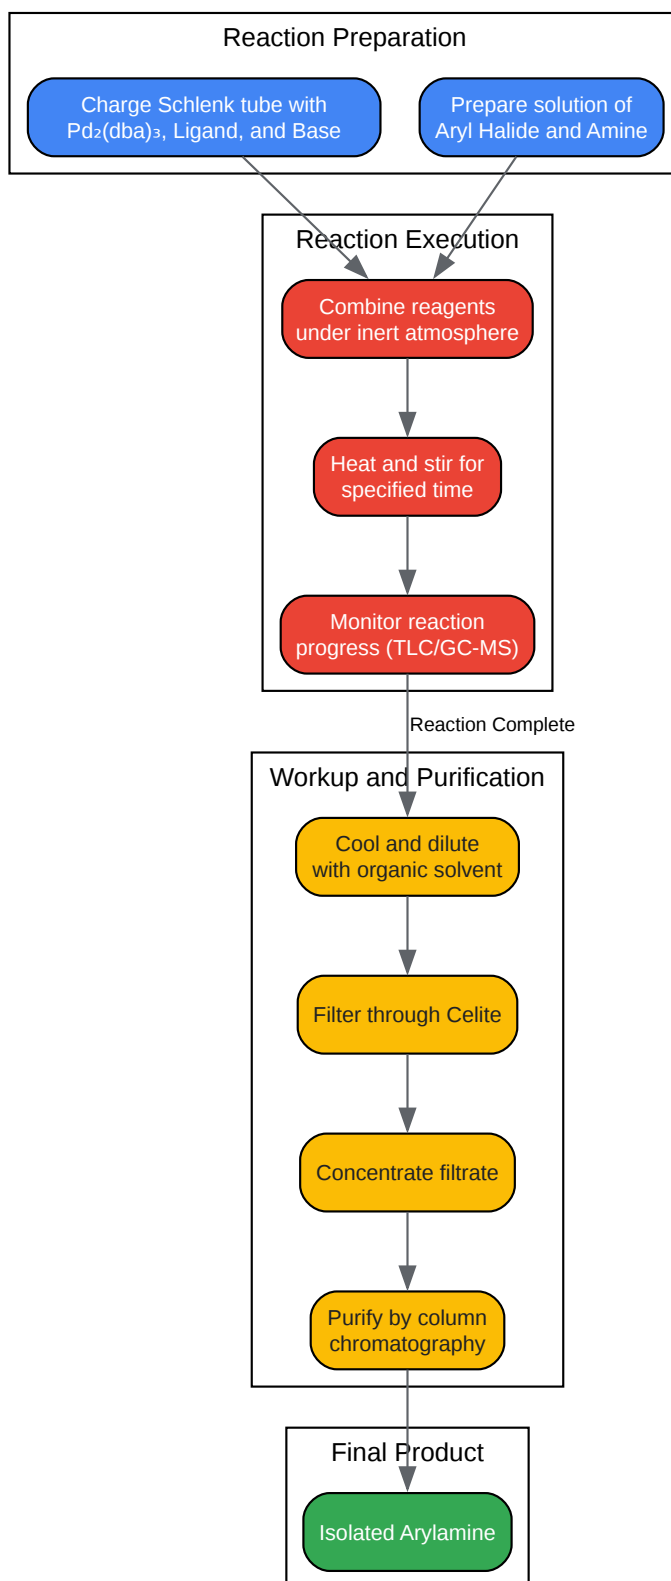 Reaction Preparation
Charge Schlenk tube with
Pd₂(dba)₃, Ligand, and Base
Prepare solution of
Aryl Halide and Amine
Reaction Execution
Combine reagents
under inert atmosphere
Heat and stir for
specified time
Monitor reaction
progress (TLC/GC-MS)
Reaction Complete
Workup and Purification
Cool and dilute
with organic solvent
Filter through Celite
Concentrate filtrate
Purify by column
chromatography
Final Product
Isolated Arylamine